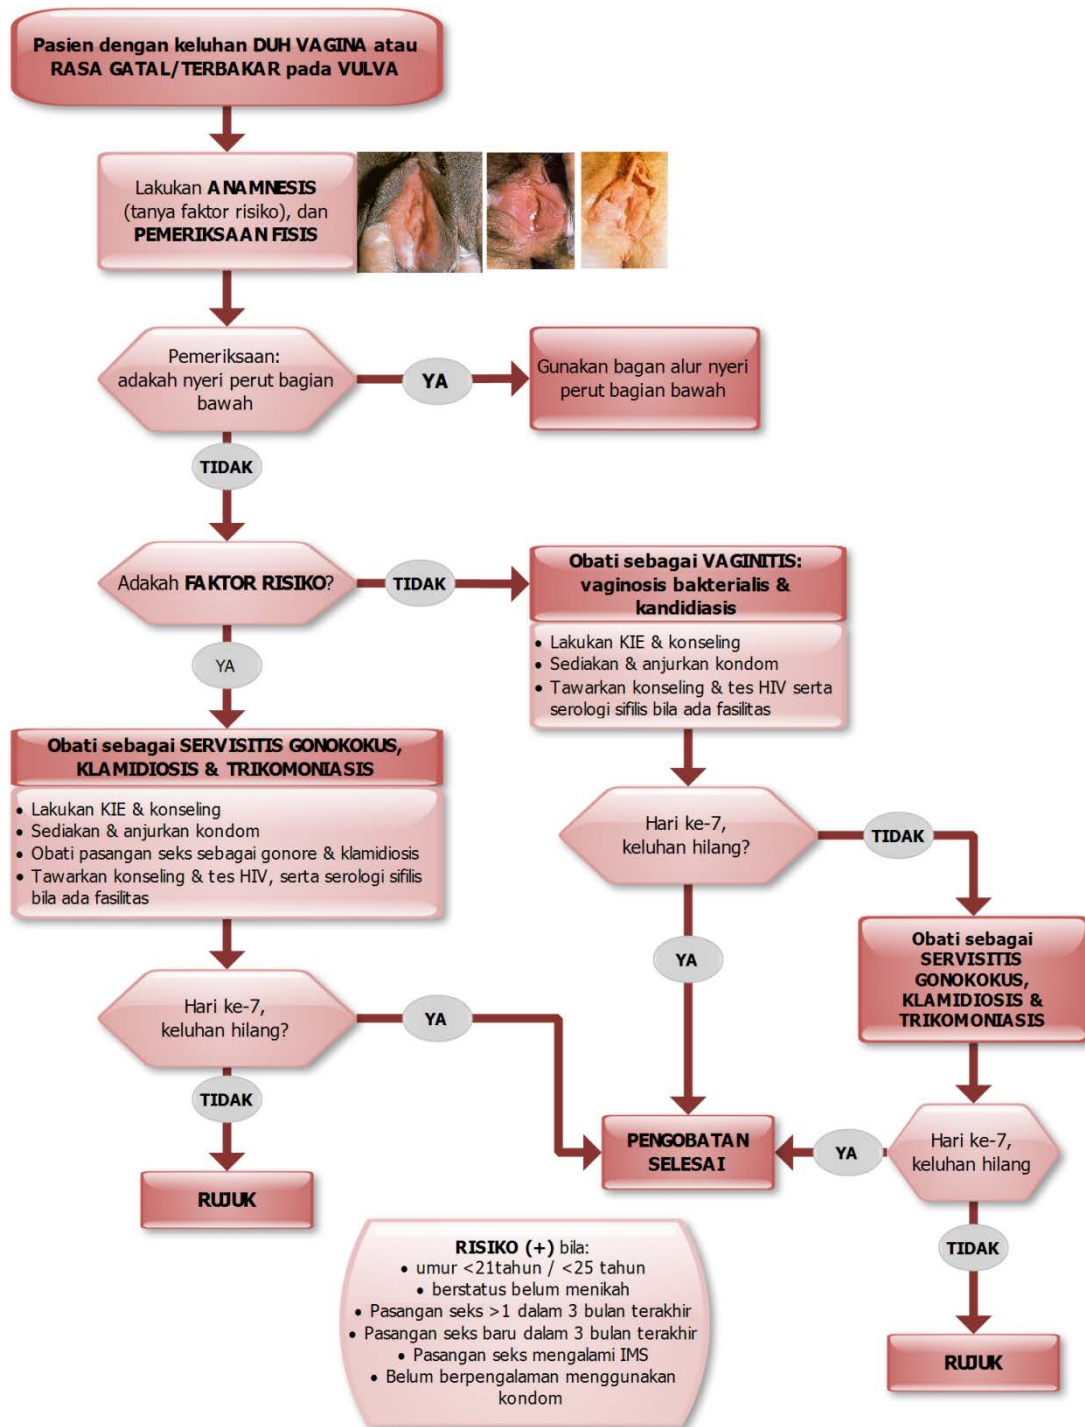 Pasien dengan keluhan DUH VAGINA atau
RASA GATAL/TERBAKAR pada VULVA
Lakukan ANAMNESIS
(tanya faktor risiko), dan
PEMERIKSAAN FISIS
Pemeriksaan:
adakah nyeri perut bagian
bawah
YA
Gunakan bagan alur nyeri
perut bagian bawah
TIDAK
Adakah FAKTOR RISIKO?
TIDAK
Obati sebagai VAGINITIS:
vaginosis bakterialis &
kandidiasis
• Lakukan KIE & konseling
• Sediakan & anjurkan kondom
• Tawarkan konseling & tes HIV serta
serologi sifilis bila ada fasilitas
YA
Obati sebagai SERVISITIS GONOKOKUS,
KLAMIDIOSIS & TRIKOMONIASIS
• Lakukan KIE & konseling
• Sediakan & anjurkan kondom
• Obati pasangan seks sebagai gonore & klamidiosis
• Tawarkan konseling & tes HIV, serta serologi sifilis
bila ada fasilitas
Hari ke-7,
keluhan hilang?
TIDAK
YA
Obati sebagai
SERVISITIS
GONOKOKUS,
KLAMIDIOSIS &
TRIKOMONIASIS
Hari ke-7,
keluhan hilang?
YA
TIDAK
RUJUK
PENGOBATAN
SELESAI
YA
Hari ke-7,
keluhan hilang
TIDAK
RUJUK
RISIKO (+) bila:
• umur <21tahun / <25 tahun
• berstatus belum menikah
• Pasangan seks >1 dalam 3 bulan terakhir
• Pasangan seks baru dalam 3 bulan terakhir
• Pasangan seks mengalami IMS
• Belum berpengalaman menggunakan
kondom